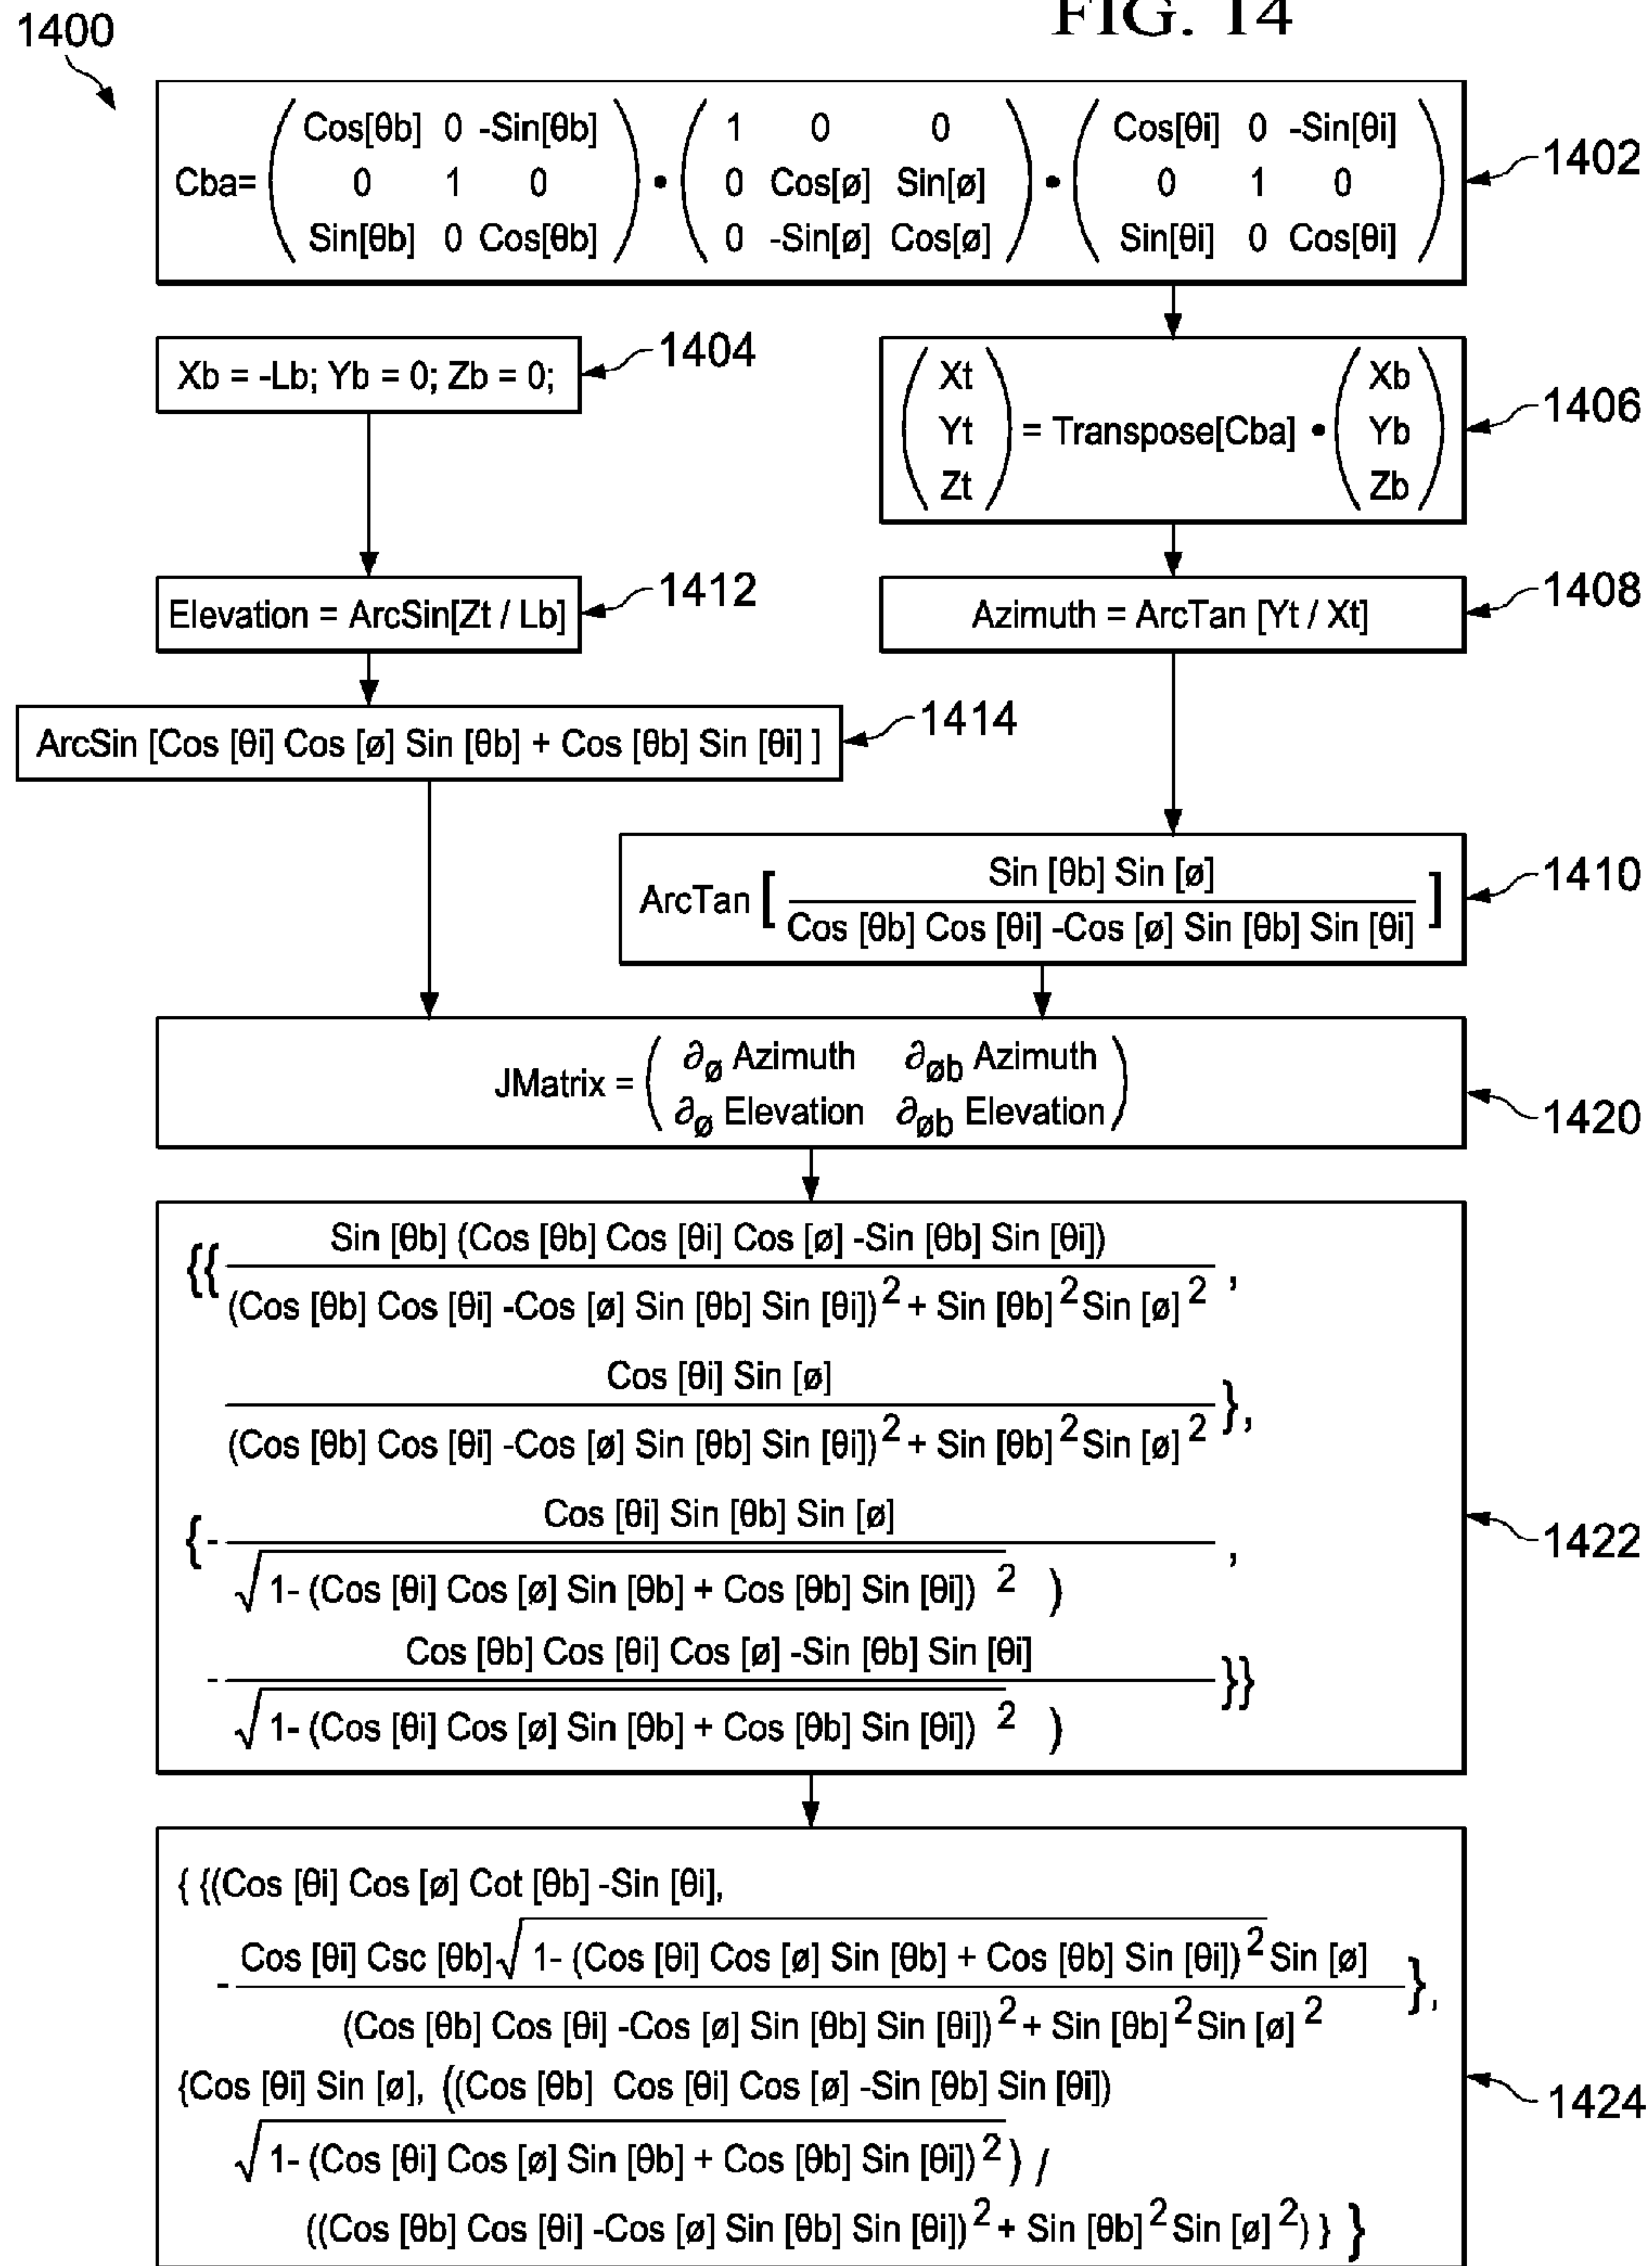 FIG. 14
1400
Cba= ( Cos[θb] 0 -Sin[θb] ) • ( 1 0 0 ) • ( Cos[θi] 0 -Sin[θi] )
0 1 0 0 Cos[ø] Sin[ø] 0 1 0
Sin[θb] 0 Cos[θb] 0 -Sin[ø] Cos[ø] Sin[θi] 0 Cos[θi]
1402
Xb = -Lb; Yb = 0; Zb = 0;
1404
( Xt Yt Zt ) = Transpose[Cba] • ( Xb Yb Zb )
1406
Elevation = ArcSin[Zt / Lb]
1412
Azimuth = ArcTan [Yt / Xt]
1408
ArcSin [Cos [θi] Cos [ø] Sin [θb] + Cos [θb] Sin [θi] ]
1414
Sin [θb] Sin [ø]
ArcTan [ ]
Cos [θb] Cos [θi] -Cos [ø] Sin [θb] Sin [θi]
1410
JMatrix = ( ∂ø Azimuth ∂øb Azimuth
∂ø Elevation ∂øb Elevation )
1420
Sin [θb] (Cos [θb] Cos [θi] Cos [ø] -Sin [θb] Sin [θi])
{{ ,
(Cos [θb] Cos [θi] -Cos [ø] Sin [θb] Sin [θi])² + Sin [θb]² Sin [ø]²
Cos [θi] Sin [ø]
},
(Cos [θb] Cos [θi] -Cos [ø] Sin [θb] Sin [θi])² + Sin [θb]² Sin [ø]²
Cos [θi] Sin [θb] Sin [ø]
{- ,
√ 1- (Cos [θi] Cos [ø] Sin [θb] + Cos [θb] Sin [θi]) ² )
Cos [θb] Cos [θi] Cos [ø] -Sin [θb] Sin [θi]
- }}
√ 1- (Cos [θi] Cos [ø] Sin [θb] + Cos [θb] Sin [θi]) ² )
1422
{ {(Cos [θi] Cos [ø] Cot [θb] -Sin [θi],
Cos [θi] Csc [θb] √ 1- (Cos [θi] Cos [ø] Sin [θb] + Cos [θb] Sin [θi])² Sin [ø]
- },
(Cos [θb] Cos [θi] -Cos [ø] Sin [θb] Sin [θi])² + Sin [θb]² Sin [ø]²
{Cos [θi] Sin [ø], ((Cos [θb] Cos [θi] Cos [ø] -Sin [θb] Sin [θi])
√ 1- (Cos [θi] Cos [ø] Sin [θb] + Cos [θb] Sin [θi])² ) /
((Cos [θb] Cos [θi] -Cos [ø] Sin [θb] Sin [θi])² + Sin [θb]² Sin [ø]²) } }
1424